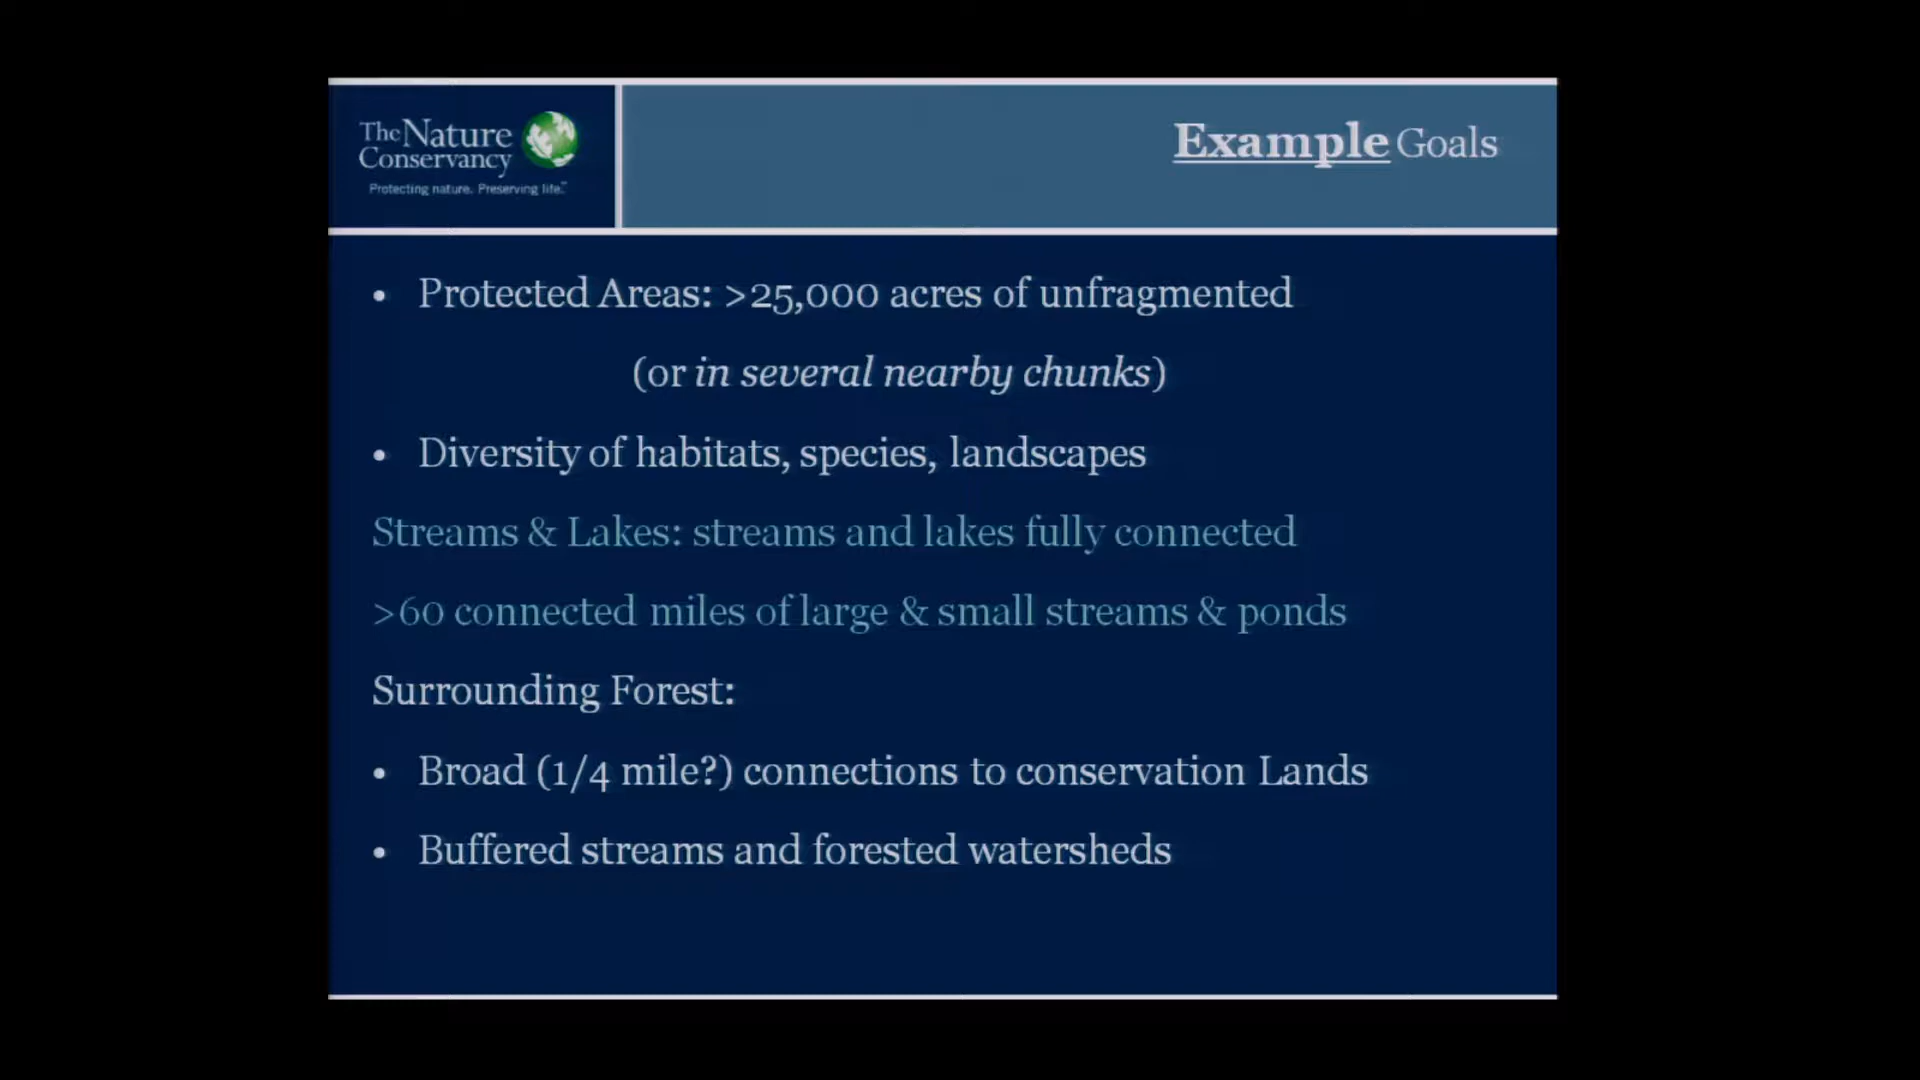 The Nature
Conservancy
Protecting nature. Preserving life.™
Example Goals
• Protected Areas: >25,000 acres of unfragmented
(or in several nearby chunks)
• Diversity of habitats, species, landscapes
Streams & Lakes: streams and lakes fully connected
>60 connected miles of large & small streams & ponds
Surrounding Forest:
• Broad (1/4 mile?) connections to conservation Lands
• Buffered streams and forested watersheds